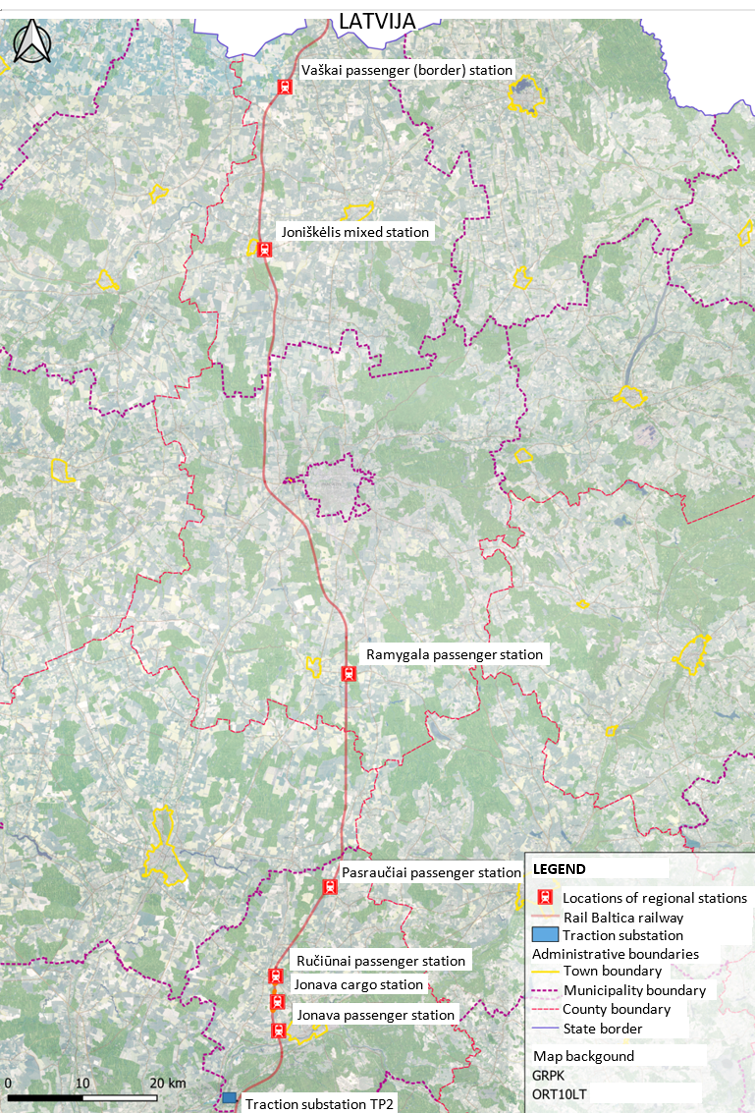 LATVIJA
Vaškai passenger (border) station
Joniškėlis mixed station
Ramygala passenger station
Pasraučiai passenger station
Ručiūnai passenger station
Jonava cargo station
Jonava passenger station
Traction substation TP2
0 10 20 km
LEGEND
Locations of regional stations
Rail Baltica railway
Traction substation
Administrative boundaries
Town boundary
Municipality boundary
County boundary
State border
Map backgound
GRPK
ORT10LT